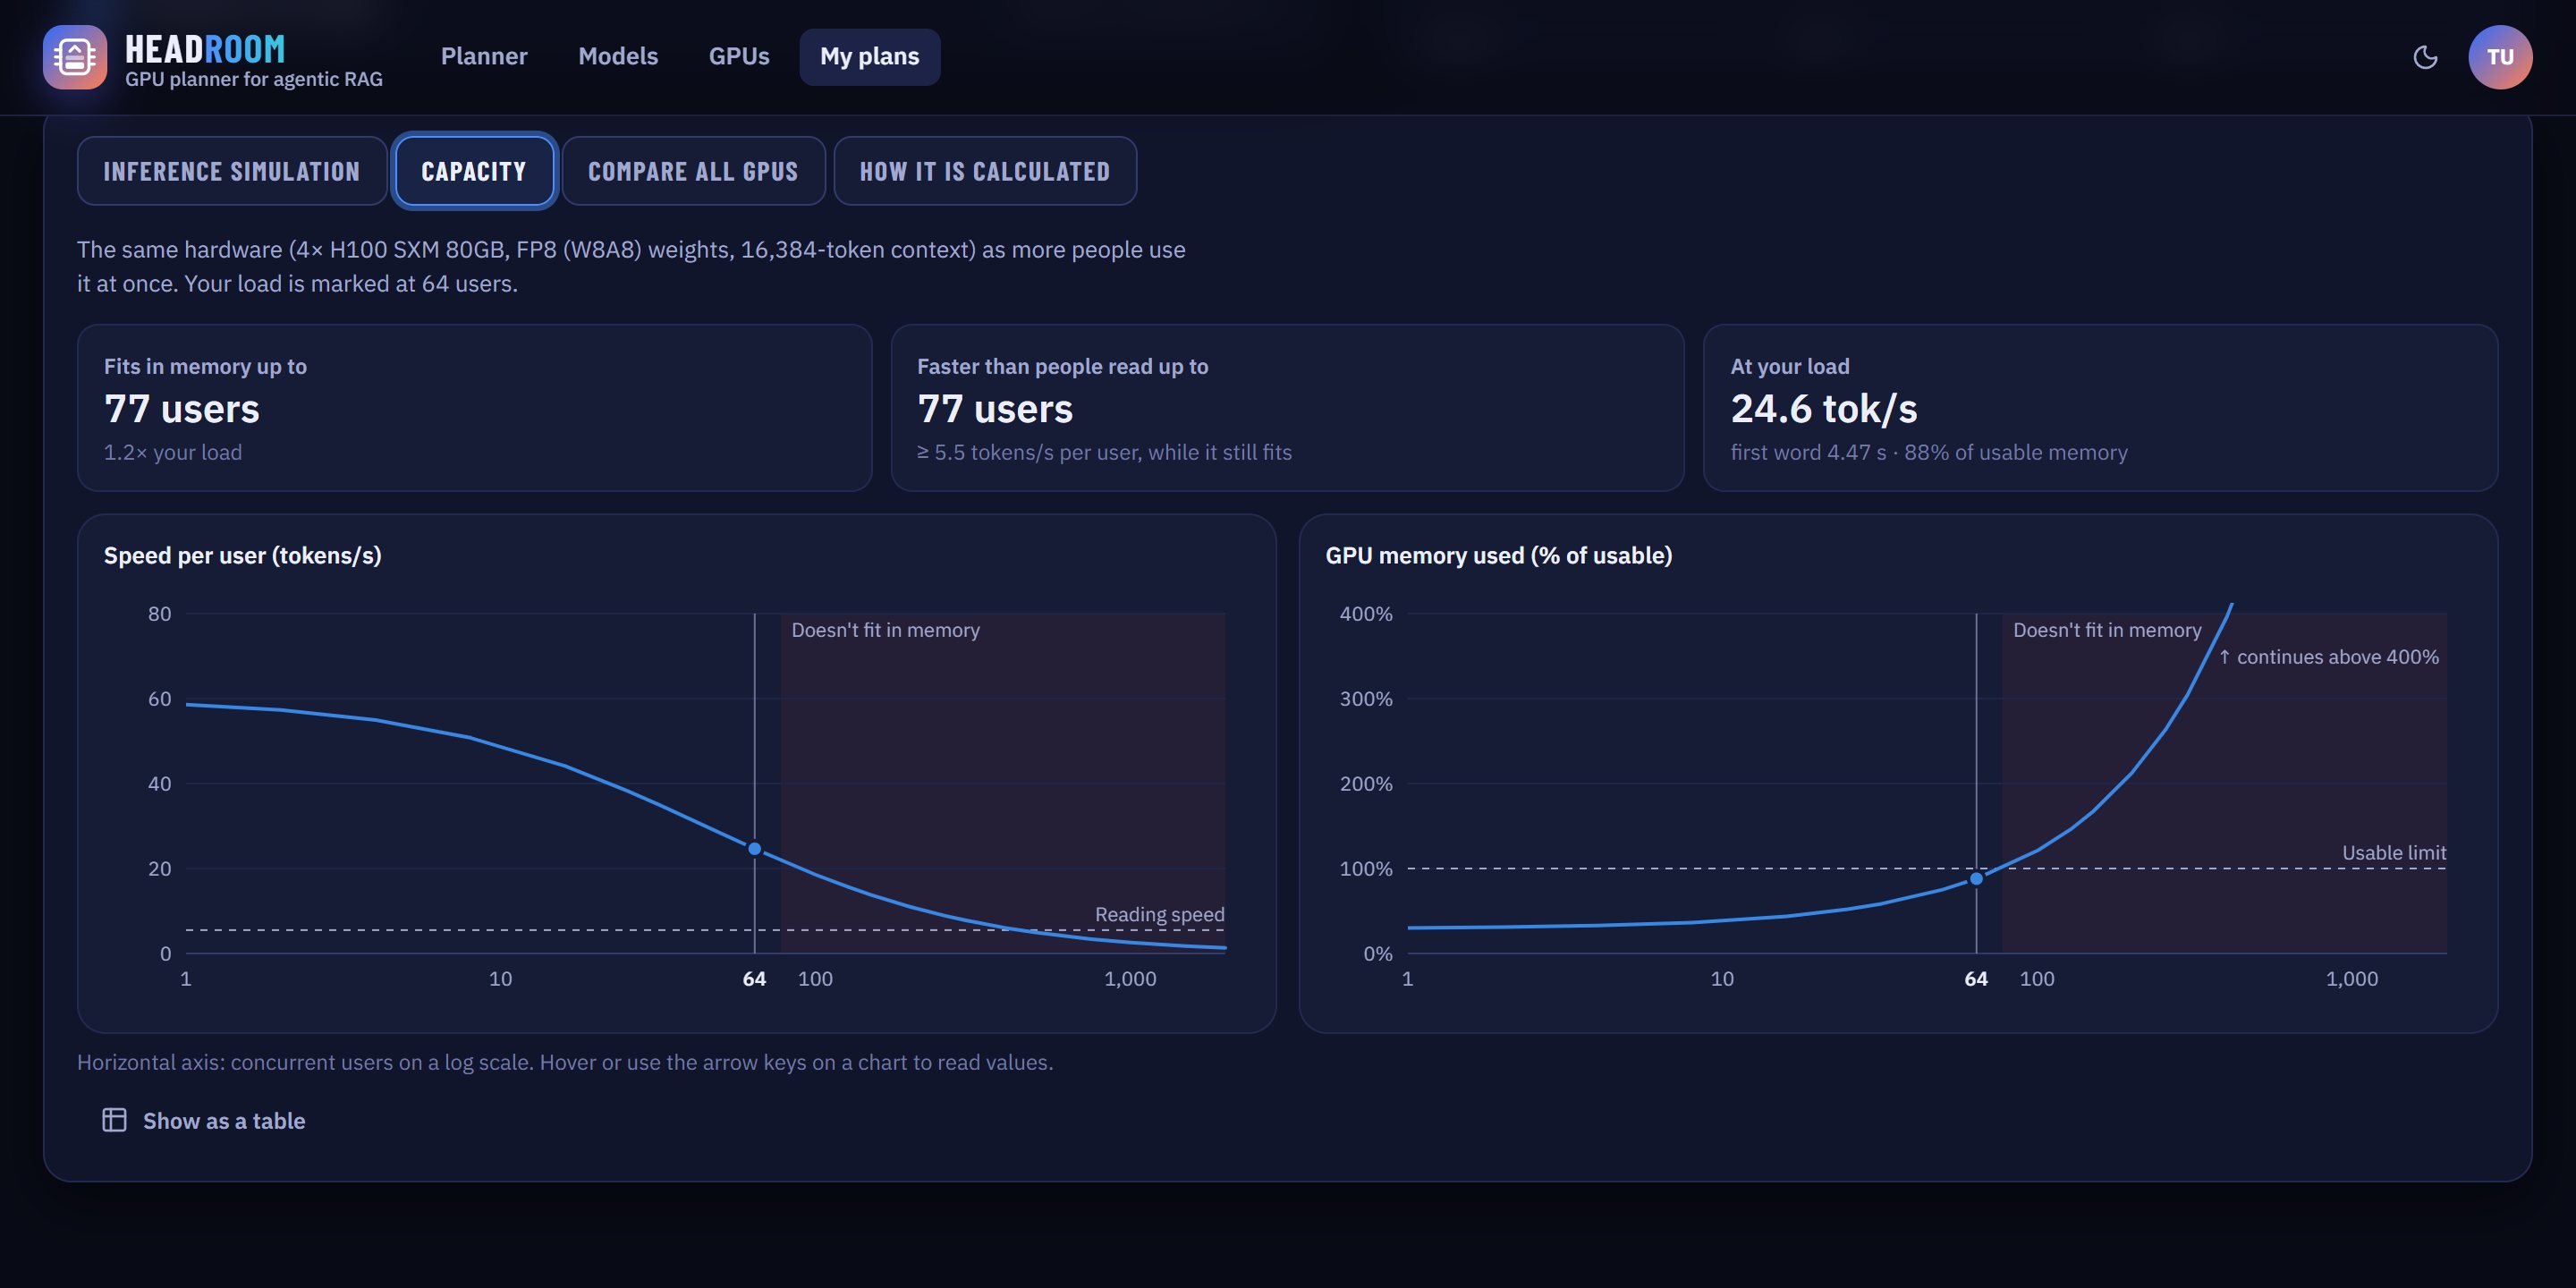 HEADROOM
GPU planner for agentic RAG
Planner
Models
GPUs
My plans
TU
INFERENCE SIMULATION
CAPACITY
COMPARE ALL GPUS
HOW IT IS CALCULATED
The same hardware (4× H100 SXM 80GB, FP8 (W8A8) weights, 16,384-token context) as more people use
it at once. Your load is marked at 64 users.
Fits in memory up to
77 users
1.2× your load
Faster than people read up to
77 users
≥ 5.5 tokens/s per user, while it still fits
At your load
24.6 tok/s
first word 4.47 s · 88% of usable memory
Speed per user (tokens/s)
80
Doesn't fit in memory
60
40
20
Reading speed
0
1
10
64
100
1,000
GPU memory used (% of usable)
400%
Doesn't fit in memory
↑ continues above 400%
300%
200%
Usable limit
100%
0%
1
10
64
100
1,000
Horizontal axis: concurrent users on a log scale. Hover or use the arrow keys on a chart to read values.
Show as a table